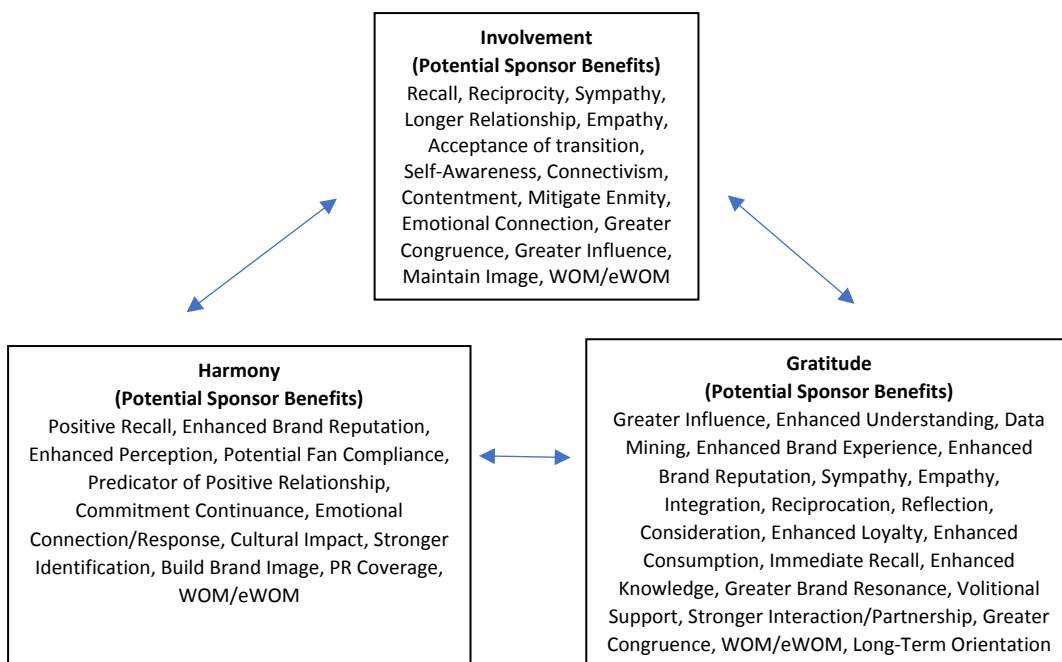 Involvement
(Potential Sponsor Benefits)
Recall, Reciprocity, Sympathy,
Longer Relationship, Empathy,
Acceptance of transition,
Self-Awareness, Connectivism,
Contentment, Mitigate Enmity,
Emotional Connection, Greater
Congruence, Greater Influence,
Maintain Image, WOM/eWOM
Harmony
(Potential Sponsor Benefits)
Positive Recall, Enhanced Brand Reputation,
Enhanced Perception, Potential Fan Compliance,
Predicator of Positive Relationship,
Commitment Continuance, Emotional
Connection/Response, Cultural Impact, Stronger
Identification, Build Brand Image, PR Coverage,
WOM/eWOM
Gratitude
(Potential Sponsor Benefits)
Greater Influence, Enhanced Understanding, Data
Mining, Enhanced Brand Experience, Enhanced
Brand Reputation, Sympathy, Empathy,
Integration, Reciprocation, Reflection,
Consideration, Enhanced Loyalty, Enhanced
Consumption, Immediate Recall, Enhanced
Knowledge, Greater Brand Resonance, Volitional
Support, Stronger Interaction/Partnership, Greater
Congruence, WOM/eWOM, Long-Term Orientation